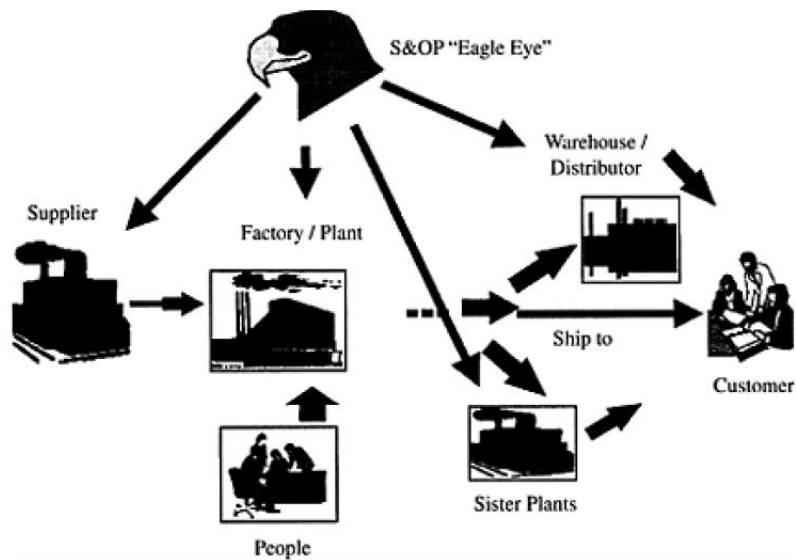 S&OP “Eagle Eye”
Warehouse /
Distributor
Supplier
Factory / Plant
Ship to
Customer
Sister Plants
People